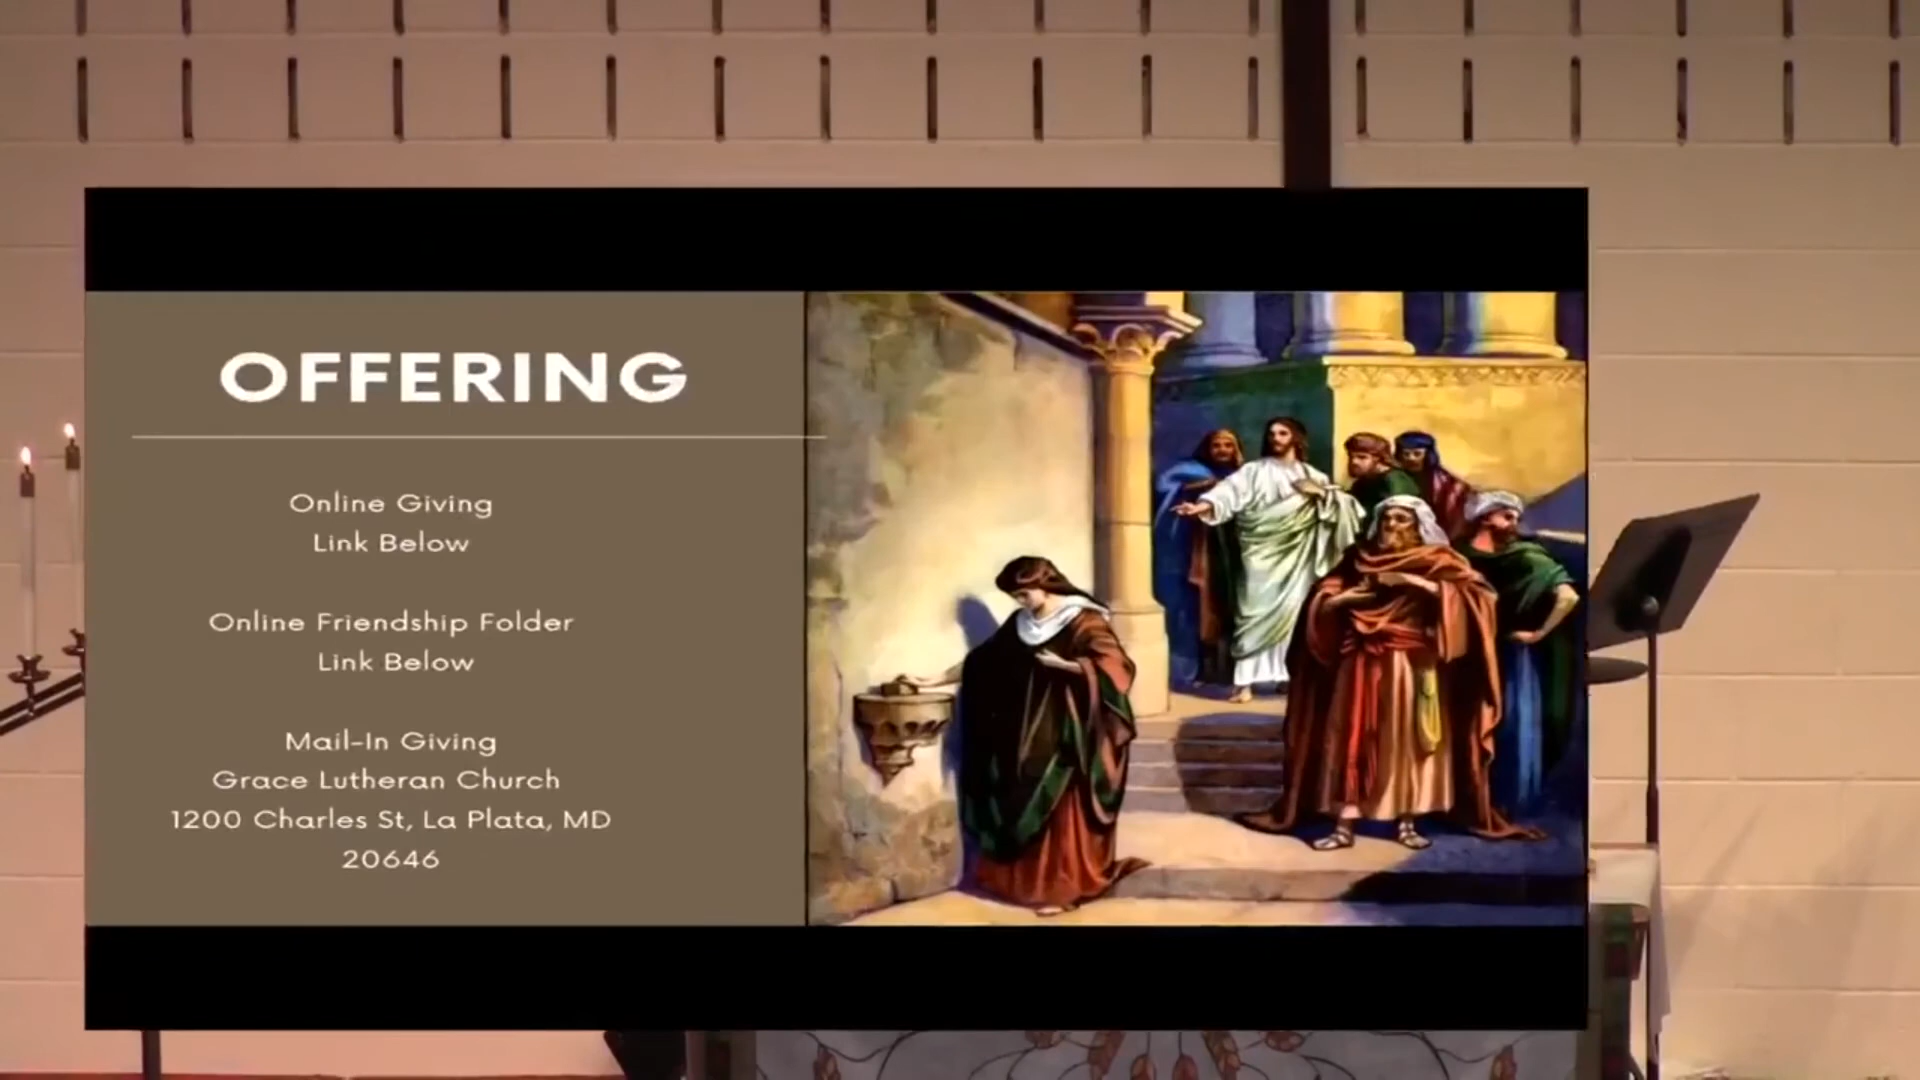 OFFERING
Online Giving
Link Below
Online Friendship Folder
Link Below
Mail-In Giving
Grace Lutheran Church
1200 Charles St, La Plata, MD
20646